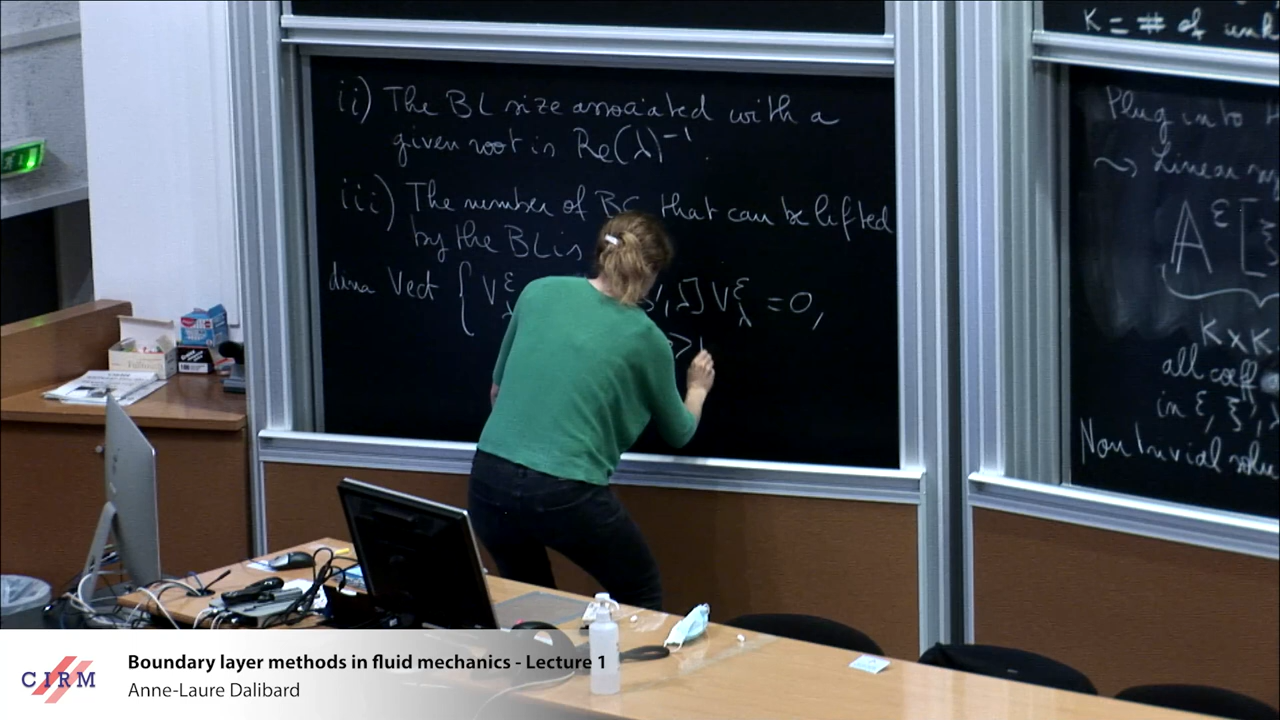 ii) The BL size associated with a
given root is Re(λ)⁻¹.
iii) The number of BC that can be lifted
by the BL is
dim Vect { V^ε_λ ξ', λ] V^ε_λ = 0,
>
K = # of unk
Plug into
~> Linear
A^ε [
K x K
all coeff
in ε, ξ', λ
Non trivial solu
CIRM
Boundary layer methods in fluid mechanics - Lecture 1
Anne-Laure Dalibard